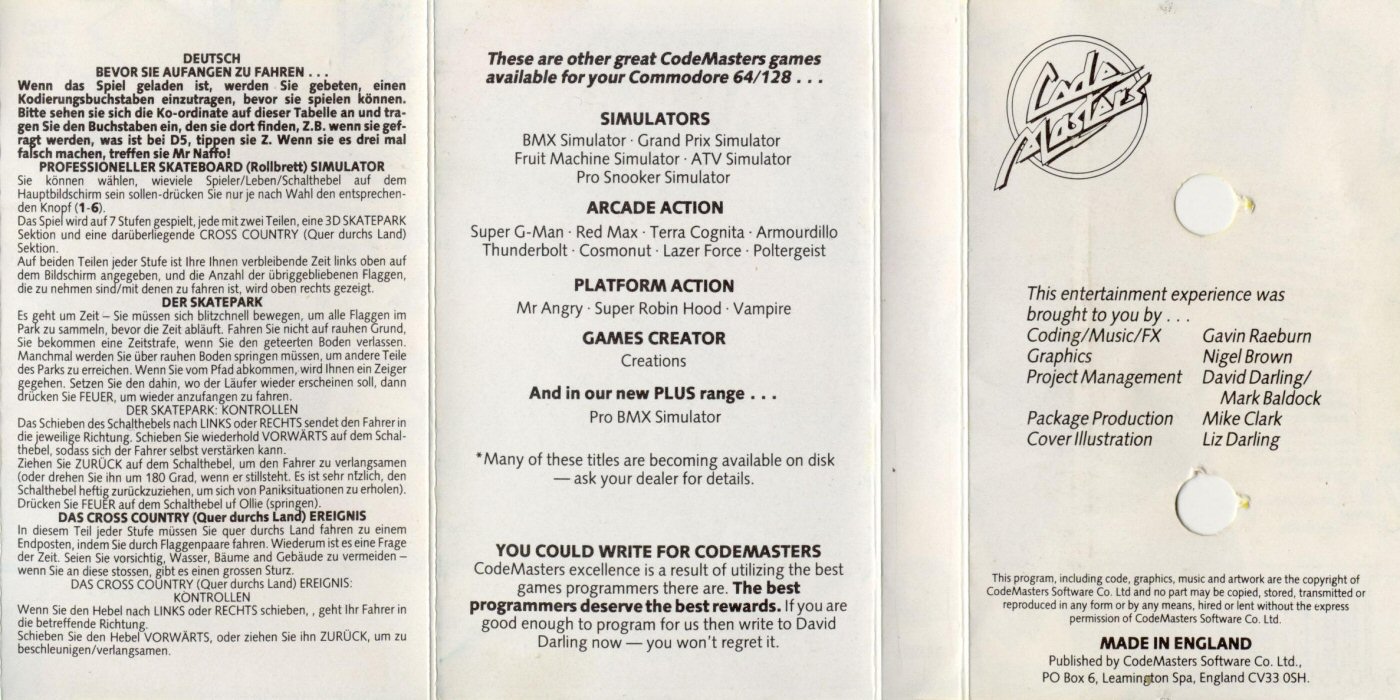 DEUTSCH
BEVOR SIE AUFANGEN ZU FAHREN . . .
Wenn das Spiel geladen ist, werden Sie gebeten, einen
Kodierungsbuchstaben einzutragen, bevor sie spielen können.
Bitte sehen sie sich die Ko-ordinate auf dieser Tabelle an und tra-
gen Sie den Buchstaben ein, den sie dort finden, Z.B. wenn sie gef-
ragt werden, was ist bei D5, tippen sie Z. Wenn sie es drei mal
falsch machen, treffen sie Mr Naffo!
PROFESSIONELLER SKATEBOARD (Rollbrett) SIMULATOR
Sie können wählen, wieviele Spieler/Leben/Schalthebel auf dem
Hauptbildschirm sein sollen-drücken Sie nur je nach Wahl den entsprechen-
den Knopf (1-6).
Das Spiel wird auf 7 Stufen gespielt, jede mit zwei Teilen, eine 3D SKATEPARK
Sektion und eine darüberliegende CROSS COUNTRY (Quer durchs Land)
Sektion.
Auf beiden Teilen jeder Stufe ist Ihre Ihnen verbleibende Zeit links oben auf
dem Bildschirm angegeben, und die Anzahl der übriggebliebenen Flaggen,
die zu nehmen sind/mit denen zu fahren ist, wird oben rechts gezeigt.
DER SKATEPARK
Es geht um Zeit – Sie müssen sich blitzchnell bewegen, um alle Flaggen im
Park zu sammeln, bevor die Zeit abläuft. Fahren Sie nicht auf rauhen Grund,
Sie bekommen eine Zeitstrafe, wenn Sie den geteerten Boden verlassen.
Manchmal werden Sie über rauhen Boden springen müssen, um andere Teile
des Parks zu erreichen. Wenn Sie vom Pfad abkommen, wird Ihnen ein Zeiger
gegehen. Setzen Sie den dahin, wo der Läufer wieder erscheinen soll, dann
drücken Sie FEUER, um wieder anzufangen zu fahren.
DER SKATEPARK: KONTROLLEN
Das Schieben des Schalthebels nach LINKS oder RECHTS sendet den Fahrer in
die jeweilige Richtung. Schieben Sie wiederhold VORWÄRTS auf dem Schal-
thebel, sodass sich der Fahrer selbst verstärken kann.
Ziehen Sie ZURÜCK auf dem Schalthebel, um den Fahrer zu verlangsamen
(oder drehen Sie ihn um 180 Grad, wenn er stillsteht. Es ist sehr ntzlich, den
Schalthebel heftig zurückzuziehen, um sich von Paniksituationen zu erholen).
Drücken Sie FEUER auf dem Schalthebel uf Ollie (springen).
DAS CROSS COUNTRY (Quer durchs Land) EREIGNIS
In diesem Teil jeder Stufe müssen Sie quer durchs Land fahren zu einem
Endposten, indem Sie durch Flaggenpaare fahren. Wiederum ist es eine Frage
der Zeit. Seien Sie vorsichtig, Wasser, Bäume and Gebäude zu vermeiden –
wenn Sie an diese stossen, gibt es einen grossen Sturz.
DAS CROSS COUNTRY (Quer durchs Land) EREIGNIS:
KONTROLLEN
Wenn Sie den Hebel nach LINKS oder RECHTS schieben, , geht Ihr Fahrer in
die betreffende Richtung.
Schieben Sie den Hebel VORWÄRTS, oder ziehen Sie ihn ZURÜCK, um zu
beschleunigen/verlangsamen.
These are other great CodeMasters games
available for your Commodore 64/128 . . .
SIMULATORS
BMX Simulator · Grand Prix Simulator
Fruit Machine Simulator · ATV Simulator
Pro Snooker Simulator
ARCADE ACTION
Super G-Man · Red Max · Terra Cognita · Armourdillo
Thunderbolt · Cosmonut · Lazer Force · Poltergeist
PLATFORM ACTION
Mr Angry · Super Robin Hood · Vampire
GAMES CREATOR
Creations
And in our new PLUS range . . .
Pro BMX Simulator
*Many of these titles are becoming available on disk
— ask your dealer for details.
YOU COULD WRITE FOR CODEMASTERS
CodeMasters excellence is a result of utilizing the best
games programmers there are. The best
programmers deserve the best rewards. If you are
good enough to program for us then write to David
Darling now — you won't regret it.
Code
Masters
This entertainment experience was
brought to you by . . .
Coding/Music/FX Gavin Raeburn
Graphics Nigel Brown
Project Management David Darling/
Mark Baldock
Package Production Mike Clark
Cover Illustration Liz Darling
This program, including code, graphics, music and artwork are the copyright of
CodeMasters Software Co. Ltd and no part may be copied, stored, transmitted or
reproduced in any form or by any means, hired or lent without the express
permission of CodeMasters Software Co. Ltd.
MADE IN ENGLAND
Published by CodeMasters Software Co. Ltd.,
PO Box 6, Leamington Spa, England CV33 0SH.